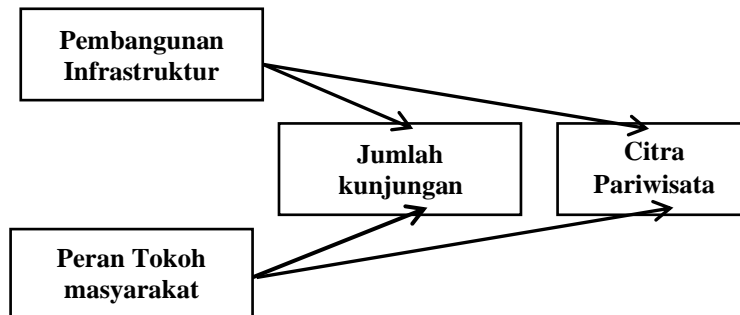 Pembangunan
Infrastruktur
Jumlah
kunjungan
Citra
Pariwisata
Peran Tokoh
masyarakat